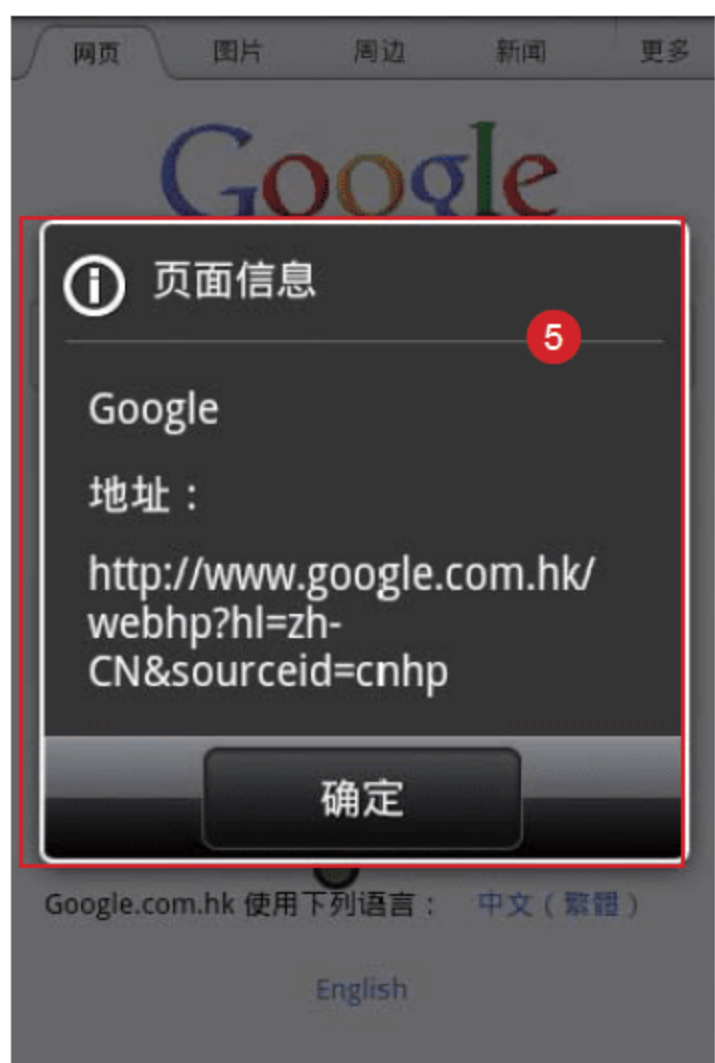 网页 图片 周边 新闻 更多
Google
页面信息
5
Google
地址：
http://www.google.com.hk/
webhp?hl=zh-
CN&sourceid=cnhp
确定
Google.com.hk 使用下列语言： 中文（繁體）
English